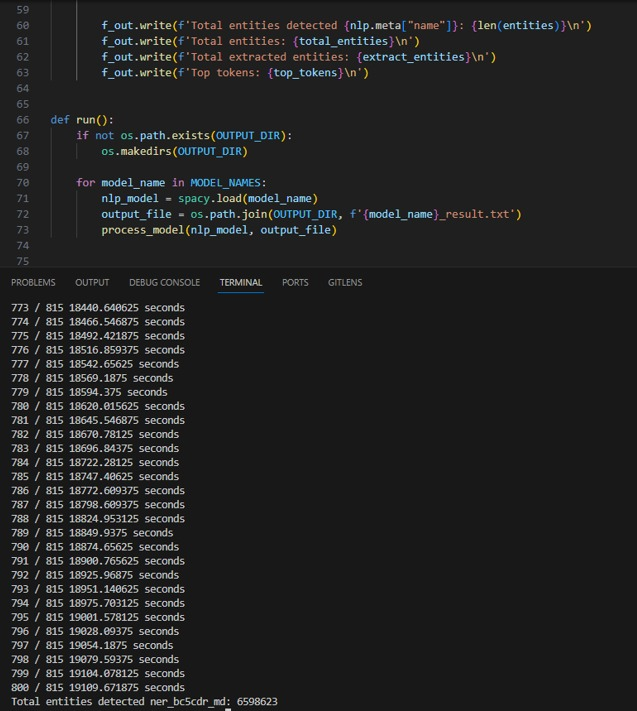 59
60 f_out.write(f'Total entities detected {nlp.meta["name"]}: {len(entities)}\n')
61 f_out.write(f'Total entities: {total_entities}\n')
62 f_out.write(f'Total extracted entities: {extract_entities}\n')
63 f_out.write(f'Top tokens: {top_tokens}\n')
64
65
66 def run():
67 if not os.path.exists(OUTPUT_DIR):
68 os.makedirs(OUTPUT_DIR)
69
70 for model_name in MODEL_NAMES:
71 nlp_model = spacy.load(model_name)
72 output_file = os.path.join(OUTPUT_DIR, f'{model_name}_result.txt')
73 process_model(nlp_model, output_file)
74
75
PROBLEMS OUTPUT DEBUG CONSOLE TERMINAL PORTS GITLENS
773 / 815 18440.640625 seconds
774 / 815 18466.546875 seconds
775 / 815 18492.421875 seconds
776 / 815 18516.859375 seconds
777 / 815 18542.65625 seconds
778 / 815 18569.1875 seconds
779 / 815 18594.375 seconds
780 / 815 18620.015625 seconds
781 / 815 18645.546875 seconds
782 / 815 18670.78125 seconds
783 / 815 18696.84375 seconds
784 / 815 18722.28125 seconds
785 / 815 18747.40625 seconds
786 / 815 18772.609375 seconds
787 / 815 18798.609375 seconds
788 / 815 18824.953125 seconds
789 / 815 18849.9375 seconds
790 / 815 18874.65625 seconds
791 / 815 18900.765625 seconds
792 / 815 18925.96875 seconds
793 / 815 18951.140625 seconds
794 / 815 18975.703125 seconds
795 / 815 19001.578125 seconds
796 / 815 19028.09375 seconds
797 / 815 19054.1875 seconds
798 / 815 19079.59375 seconds
799 / 815 19104.078125 seconds
800 / 815 19109.671875 seconds
Total entities detected ner_bc5cdr_md: 6598623